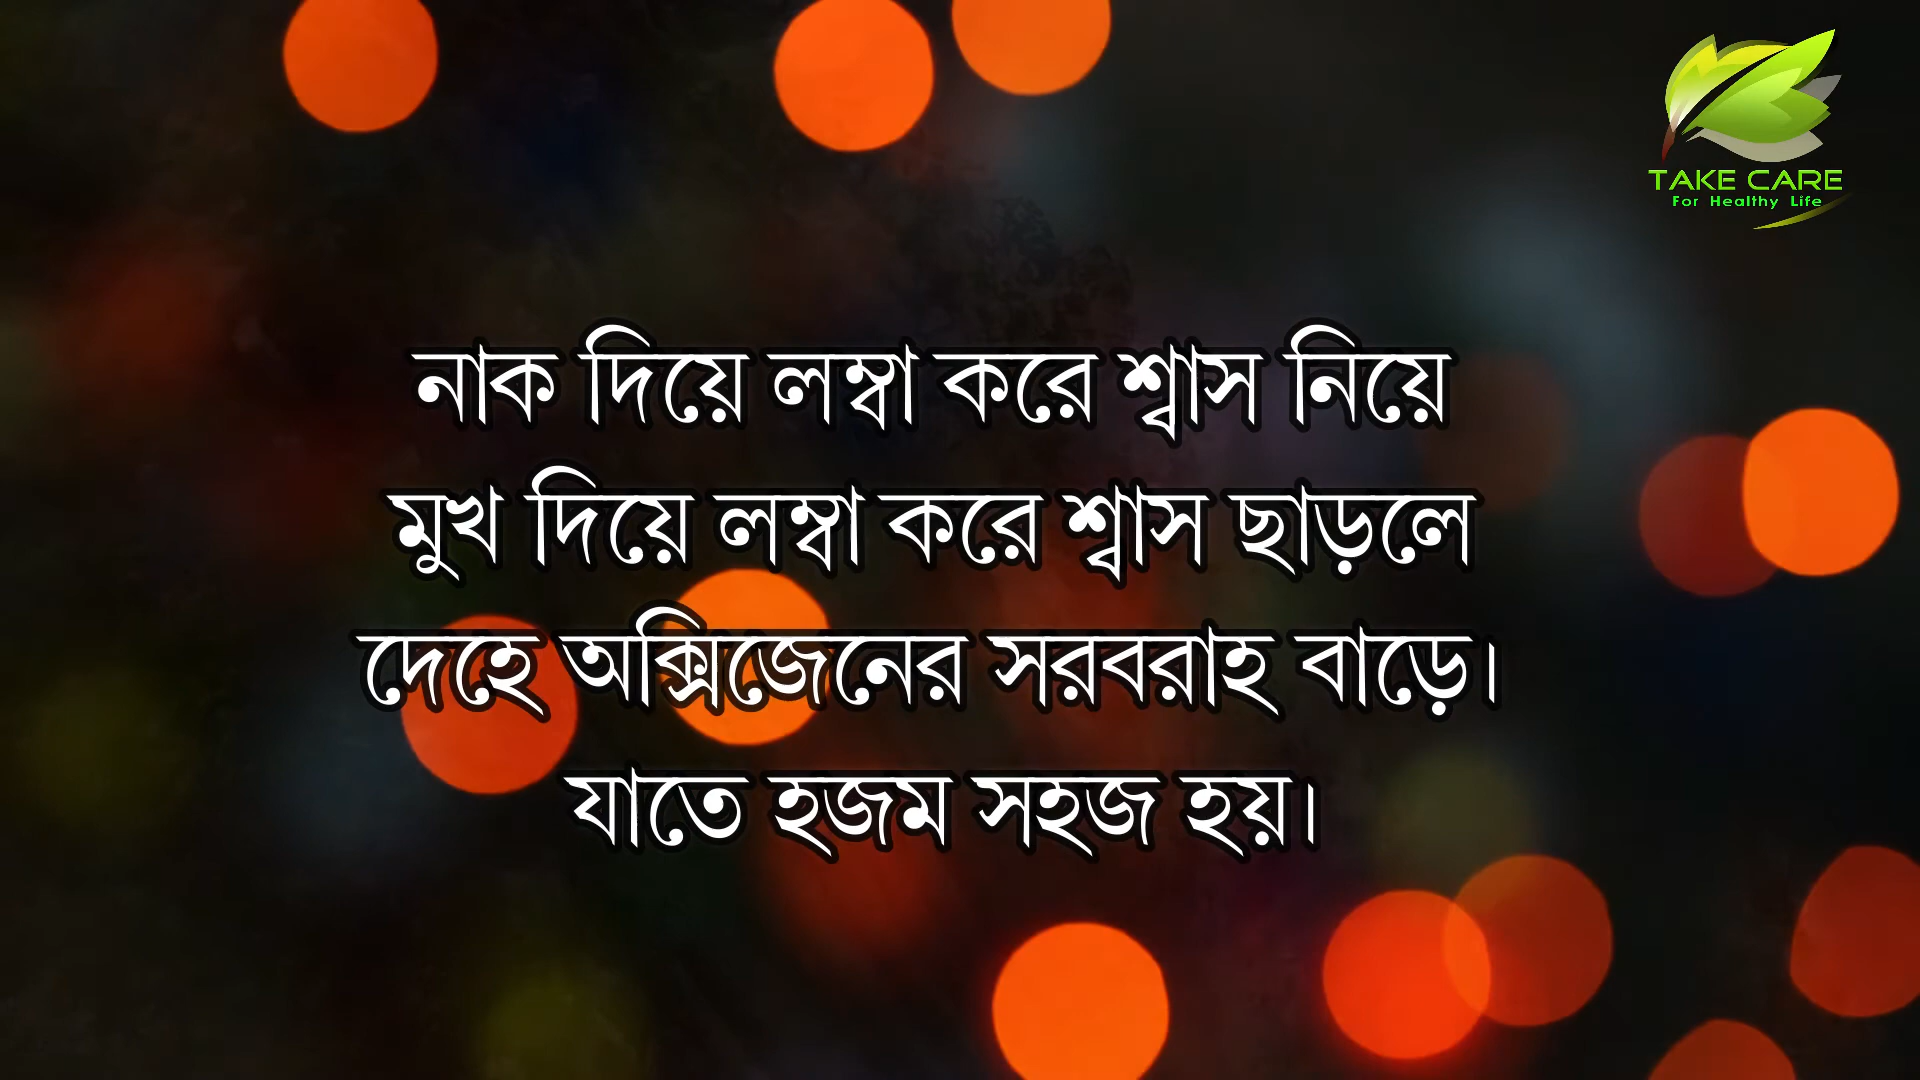 TAKE CARE
For Healthy Life
নাক দিয়ে লম্বা করে শ্বাস নিয়ে
মুখ দিয়ে লম্বা করে শ্বাস ছাড়লে
দেহে অক্সিজেনের সরবরাহ বাড়ে।
যাতে হজম সহজ হয়।